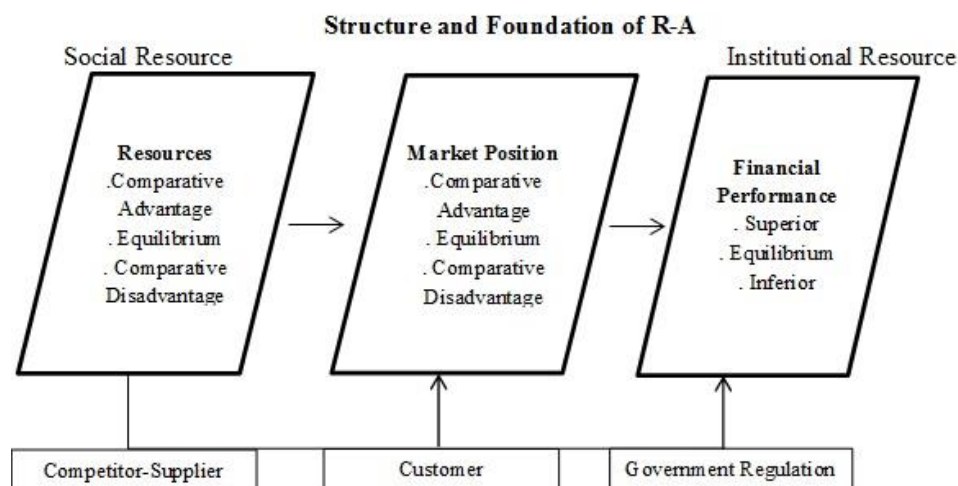 Structure and Foundation of R-A
Social Resource
Institutional Resource
Resources
.Comparative
Advantage
. Equilibrium
. Comparative
Disadvantage
Market Position
.Comparative
Advantage
. Equilibrium
. Comparative
Disadvantage
Financial
Performance
. Superior
. Equilibrium
. Inferior
Competitor-Supplier
Customer
Government Regulation